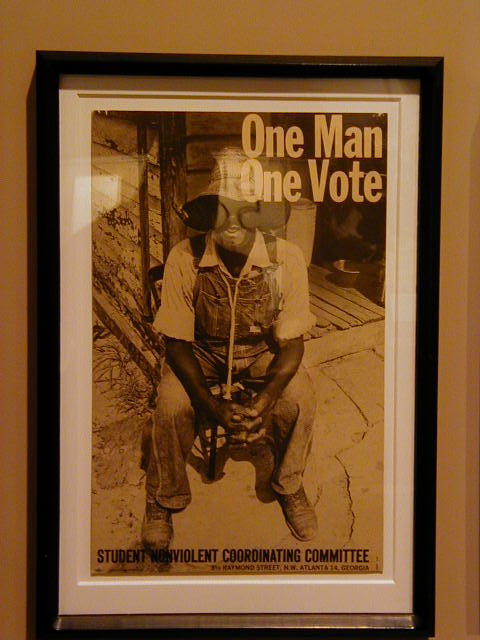 One Man
One Vote
STUDENT NONVIOLENT COORDINATING COMMITTEE
8½ RAYMOND STREET, N.W. ATLANTA 14, GEORGIA